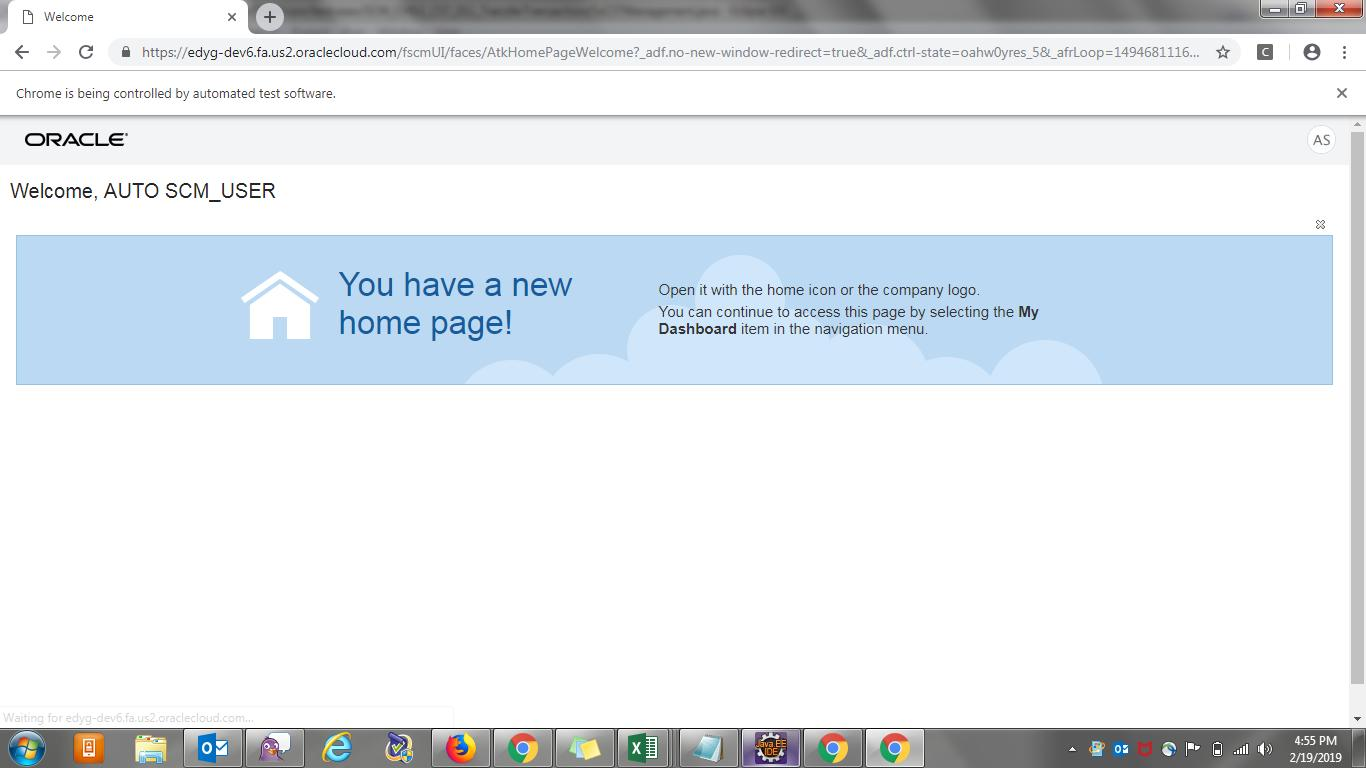 Welcome
https://edyg-dev6.fa.us2.oraclecloud.com/fscmUI/faces/AtkHomePageWelcome?_adf.no-new-window-redirect=true&_adf.ctrl-state=oahw0yres_5&_afrLoop=1494681116...
C
Chrome is being controlled by automated test software.
ORACLE
AS
Welcome, AUTO SCM_USER
You have a new
home page!
Open it with the home icon or the company logo.
You can continue to access this page by selecting the My
Dashboard item in the navigation menu.
Waiting for edyg-dev6.fa.us2.oraclecloud.com...
Java EE
IDE
4:55 PM
2/19/2019